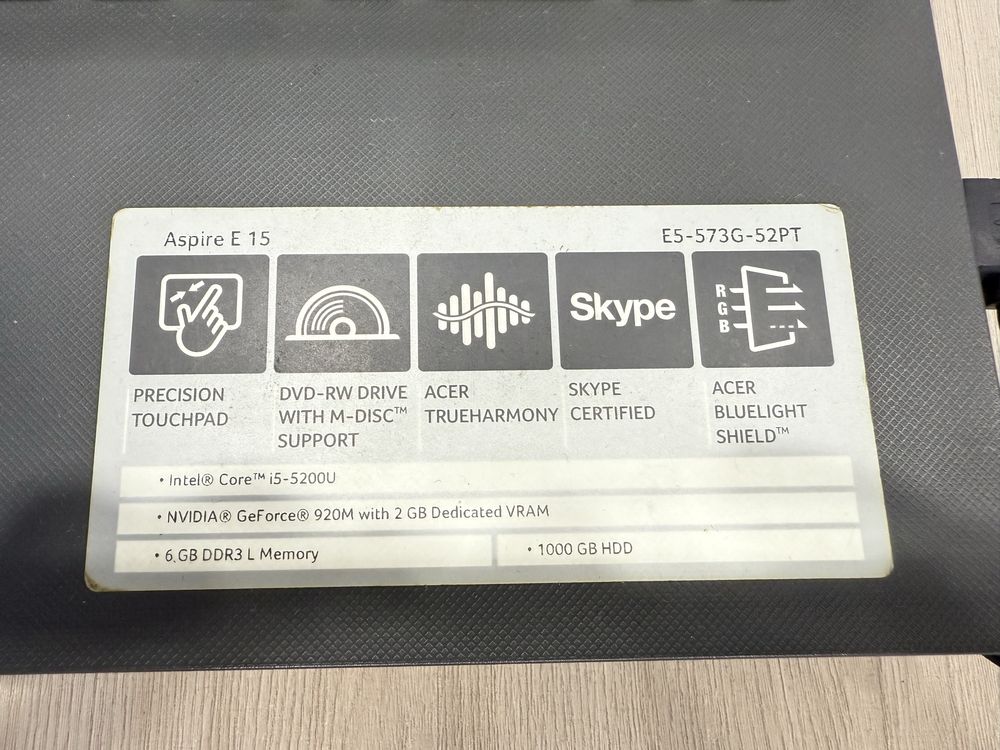 Aspire E 15
E5-573G-52PT
Skype
R
G
B
PRECISION
TOUCHPAD
DVD-RW DRIVE
WITH M-DISC™
SUPPORT
ACER
TRUEHARMONY
SKYPE
CERTIFIED
ACER
BLUELIGHT
SHIELD™
• Intel® Core™ i5-5200U
• NVIDIA® GeForce® 920M with 2 GB Dedicated VRAM
• 6 GB DDR3 L Memory
• 1000 GB HDD